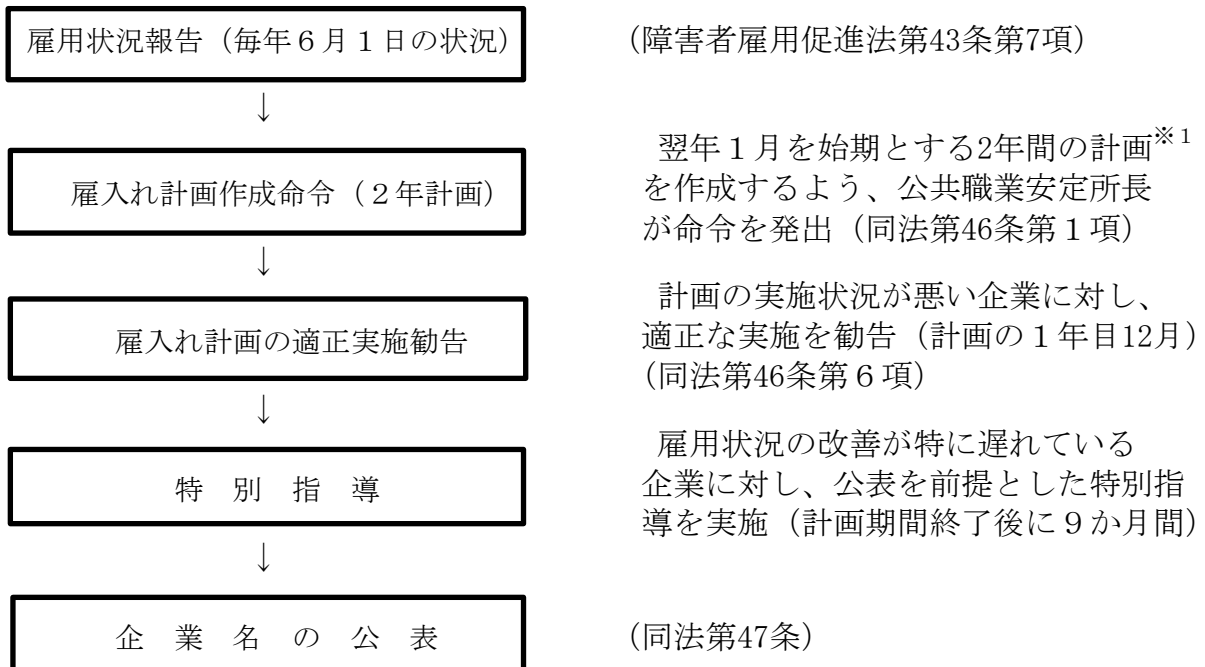 雇用状況報告（毎年６月１日の状況）
（障害者雇用促進法第43条第7項）
↓
雇入れ計画作成命令（２年計画）
翌年１月を始期とする2年間の計画※１
を作成するよう、公共職業安定所長
が命令を発出（同法第46条第１項）
↓
雇入れ計画の適正実施勧告
計画の実施状況が悪い企業に対し、
適正な実施を勧告（計画の１年目12月）
（同法第46条第６項）
↓
特　別　指　導
雇用状況の改善が特に遅れている
企業に対し、公表を前提とした特別指
導を実施（計画期間終了後に９か月間）
↓
企　業　名　の　公　表
（同法第47条）